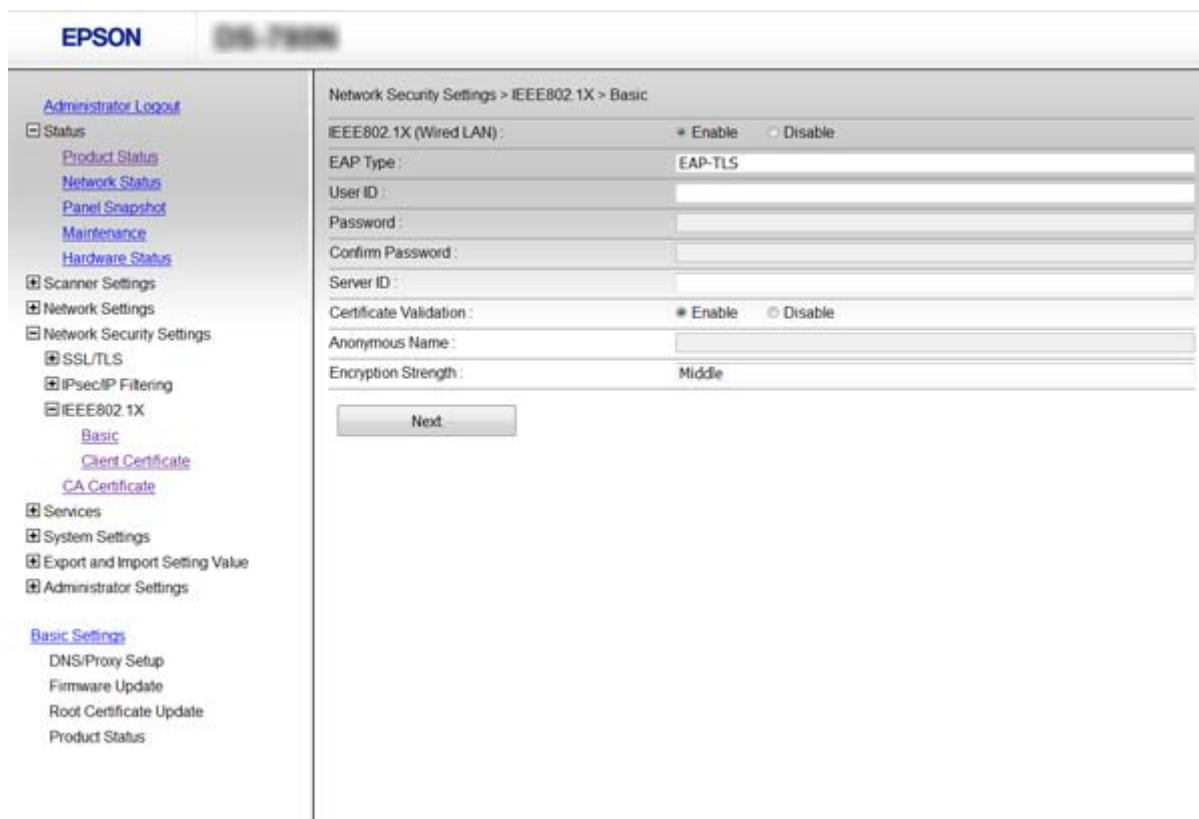 EPSON
Administrator Logout
Status
Product Status
Network Status
Panel Snapshot
Maintenance
Hardware Status
Scanner Settings
Network Settings
Network Security Settings
SSL/TLS
IPsec/IP Filtering
IEEE802.1X
Basic
Client Certificate
CA Certificate
Services
System Settings
Export and Import Setting Value
Administrator Settings
Basic Settings
DNS/Proxy Setup
Firmware Update
Root Certificate Update
Product Status
Network Security Settings > IEEE802.1X > Basic
IEEE802.1X (Wired LAN) : Enable Disable
EAP Type : EAP-TLS
User ID :
Password :
Confirm Password :
Server ID :
Certificate Validation : Enable Disable
Anonymous Name :
Encryption Strength : Middle
Next